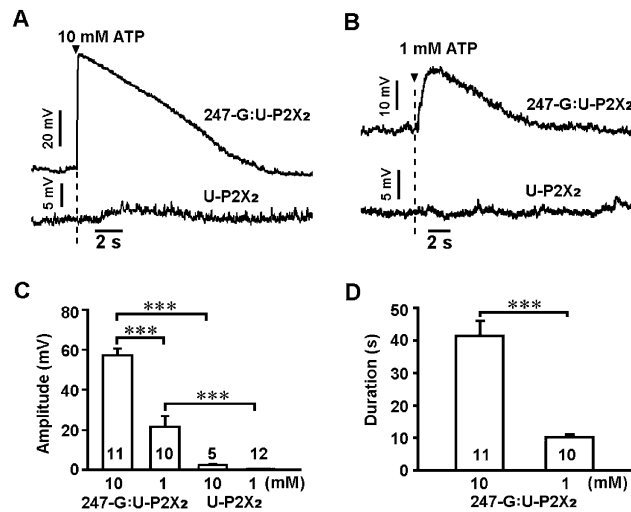 A
10 mM ATP
20 mV
247-G:U-P2X₂
5 mV
U-P2X₂
2 s
B
1 mM ATP
10 mV
247-G:U-P2X₂
5 mV
U-P2X₂
2 s
C
Amplitude (mV)
80
60
40
20
0
***
***
***
11
10
5
12
10 1 10 1 (mM)
247-G:U-P2X₂ U-P2X₂
D
Duration (s)
50
40
30
20
10
0
***
11
10
10 1 (mM)
247-G:U-P2X₂